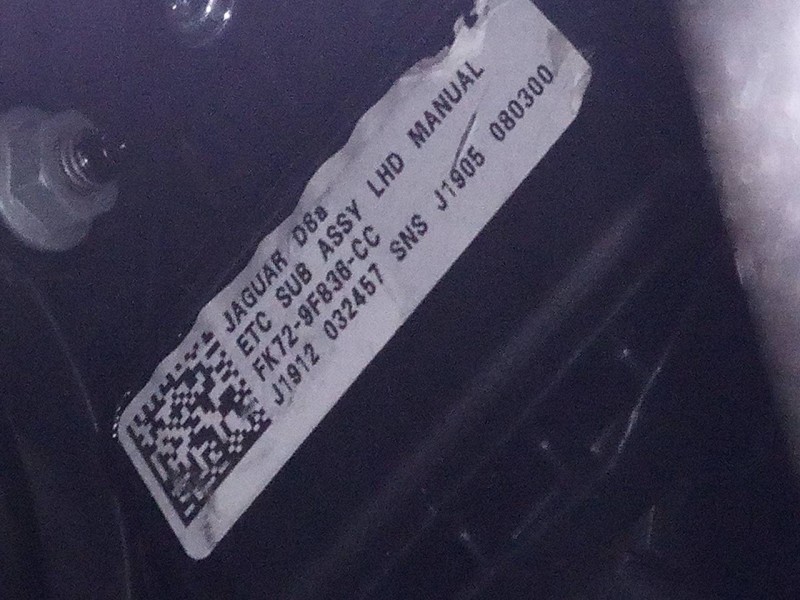 JAGUAR D8a
ETC SUB ASSY LHD MANUAL
FK72-9F836-CC
J1912 032457 SNS J1905 080300